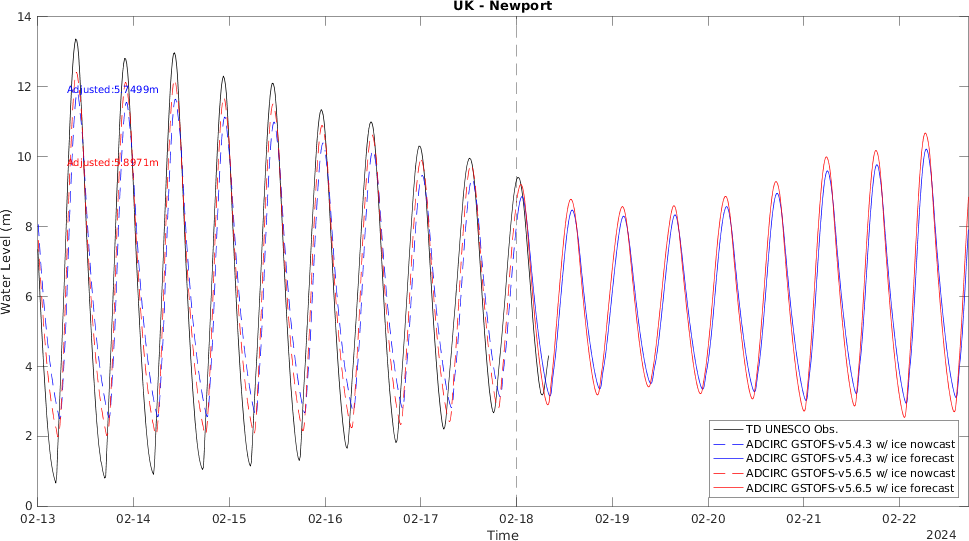 UK - Newport
14
12
10
8
6
4
2
0
Water Level (m)
Adjusted:5.7499m
Adjusted:5.8971m
TD UNESCO Obs.
ADCIRC GSTOFS-v5.4.3 w/ ice nowcast
ADCIRC GSTOFS-v5.4.3 w/ ice forecast
ADCIRC GSTOFS-v5.6.5 w/ ice nowcast
ADCIRC GSTOFS-v5.6.5 w/ ice forecast
02-13 02-14 02-15 02-16 02-17 02-18 02-19 02-20 02-21 02-22
Time
2024